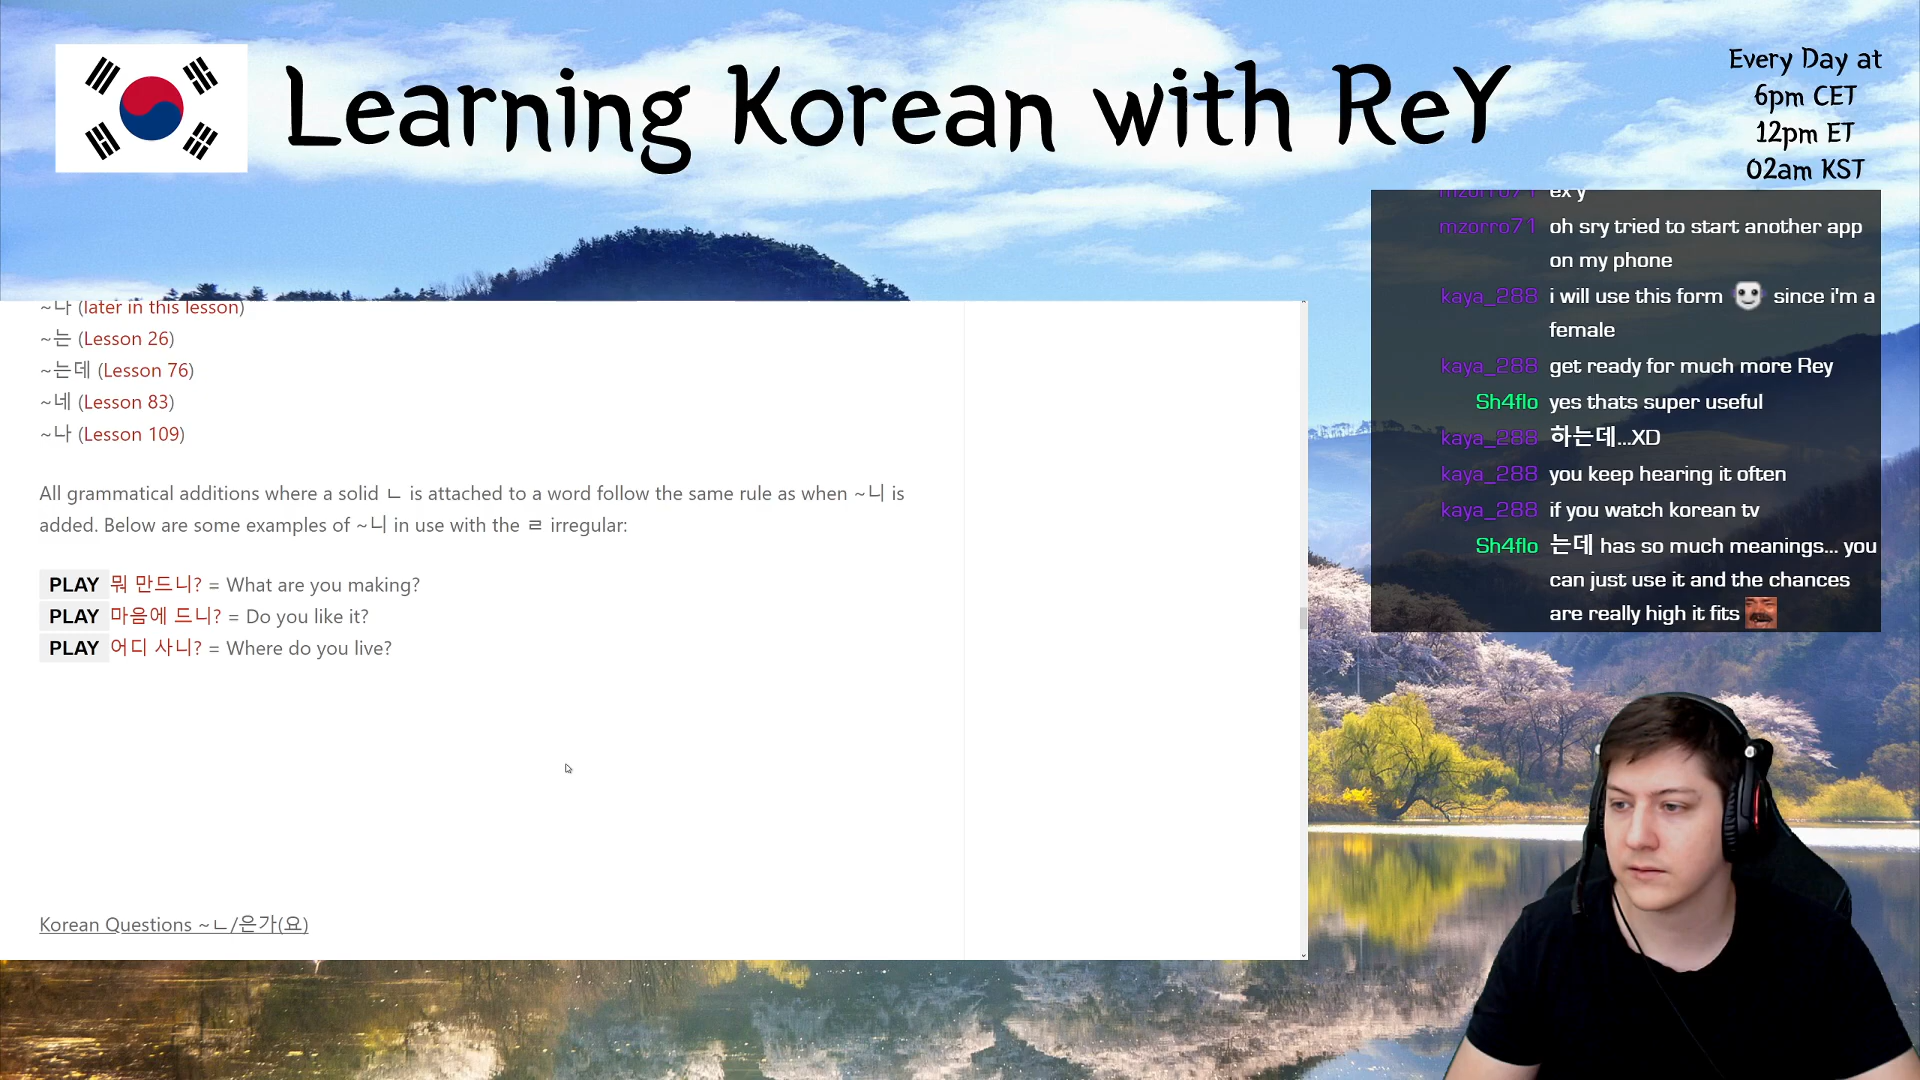 Learning Korean with ReY
Every Day at
6pm CET
12pm ET
02am KST
~나 (later in this lesson)
~는 (Lesson 26)
~는데 (Lesson 76)
~네 (Lesson 83)
~나 (Lesson 109)
All grammatical additions where a solid ㄴ is attached to a word follow the same rule as when ~니 is
added. Below are some examples of ~니 in use with the ㄹ irregular:
PLAY 뭐 만드니? = What are you making?
PLAY 마음에 드니? = Do you like it?
PLAY 어디 사니? = Where do you live?
Korean Questions ~ㄴ/은가(요)
mzorro71 ex y
mzorro71 oh sry tried to start another app
on my phone
kaya_288 i will use this form since i'm a
female
kaya_288 get ready for much more Rey
Sh4flo yes thats super useful
kaya_288 하는데...XD
kaya_288 you keep hearing it often
kaya_288 if you watch korean tv
Sh4flo 는데 has so much meanings... you
can just use it and the chances
are really high it fits